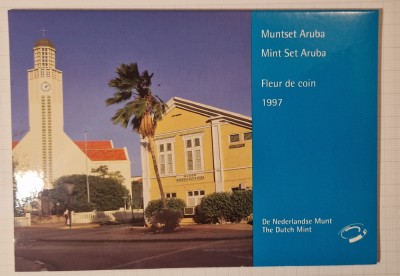 Muntset Aruba
Mint Set Aruba
Fleur de coin
1997
De Nederlandse Munt
The Dutch Mint